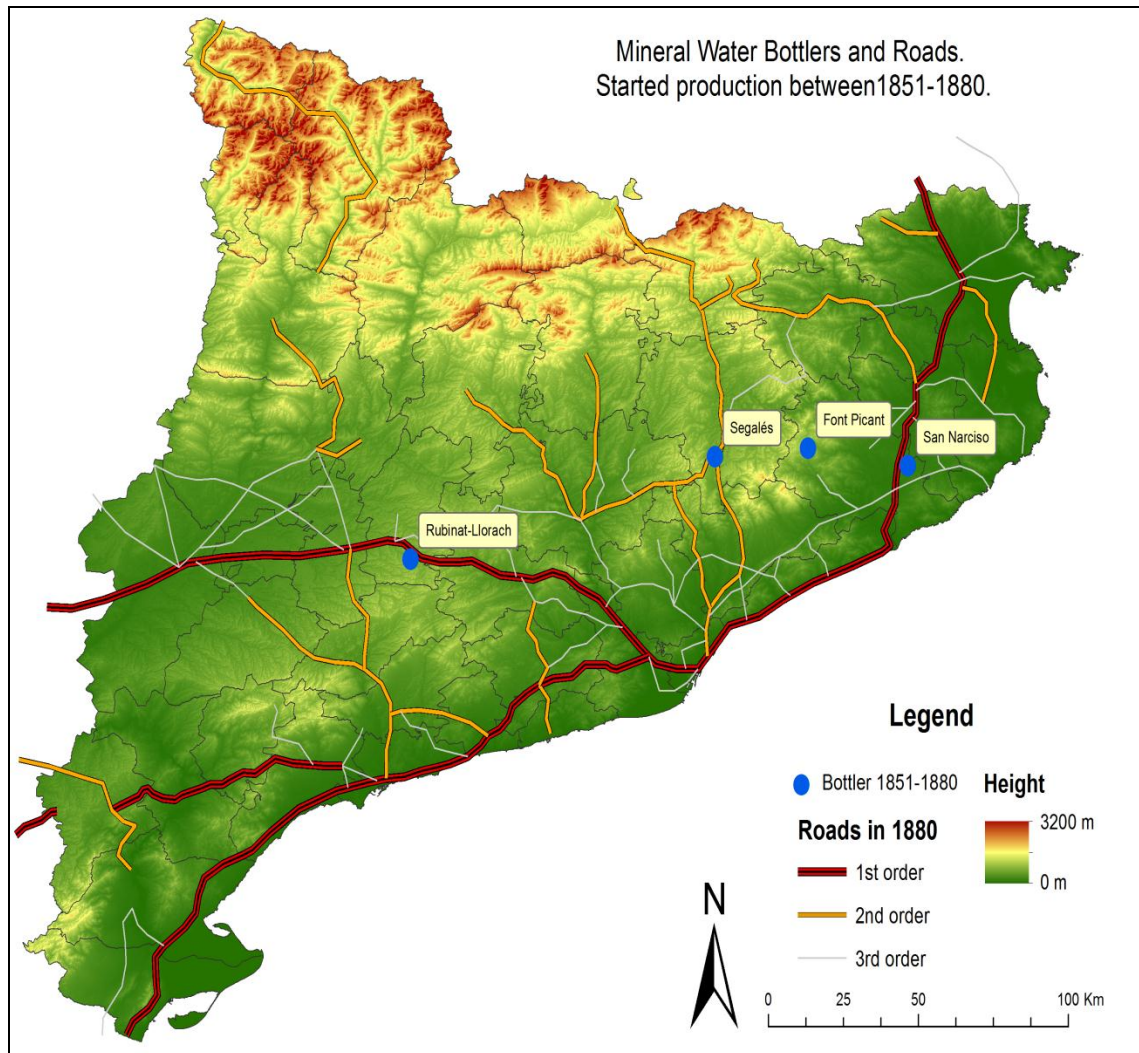 Mineral Water Bottlers and Roads.
Started production between1851-1880.
Segalés
Font Picant
San Narciso
Rubinat-Llorach
Legend
Bottler 1851-1880
Roads in 1880
1st order
2nd order
3rd order
Height
3200 m
0 m
N
0 25 50 100 Km